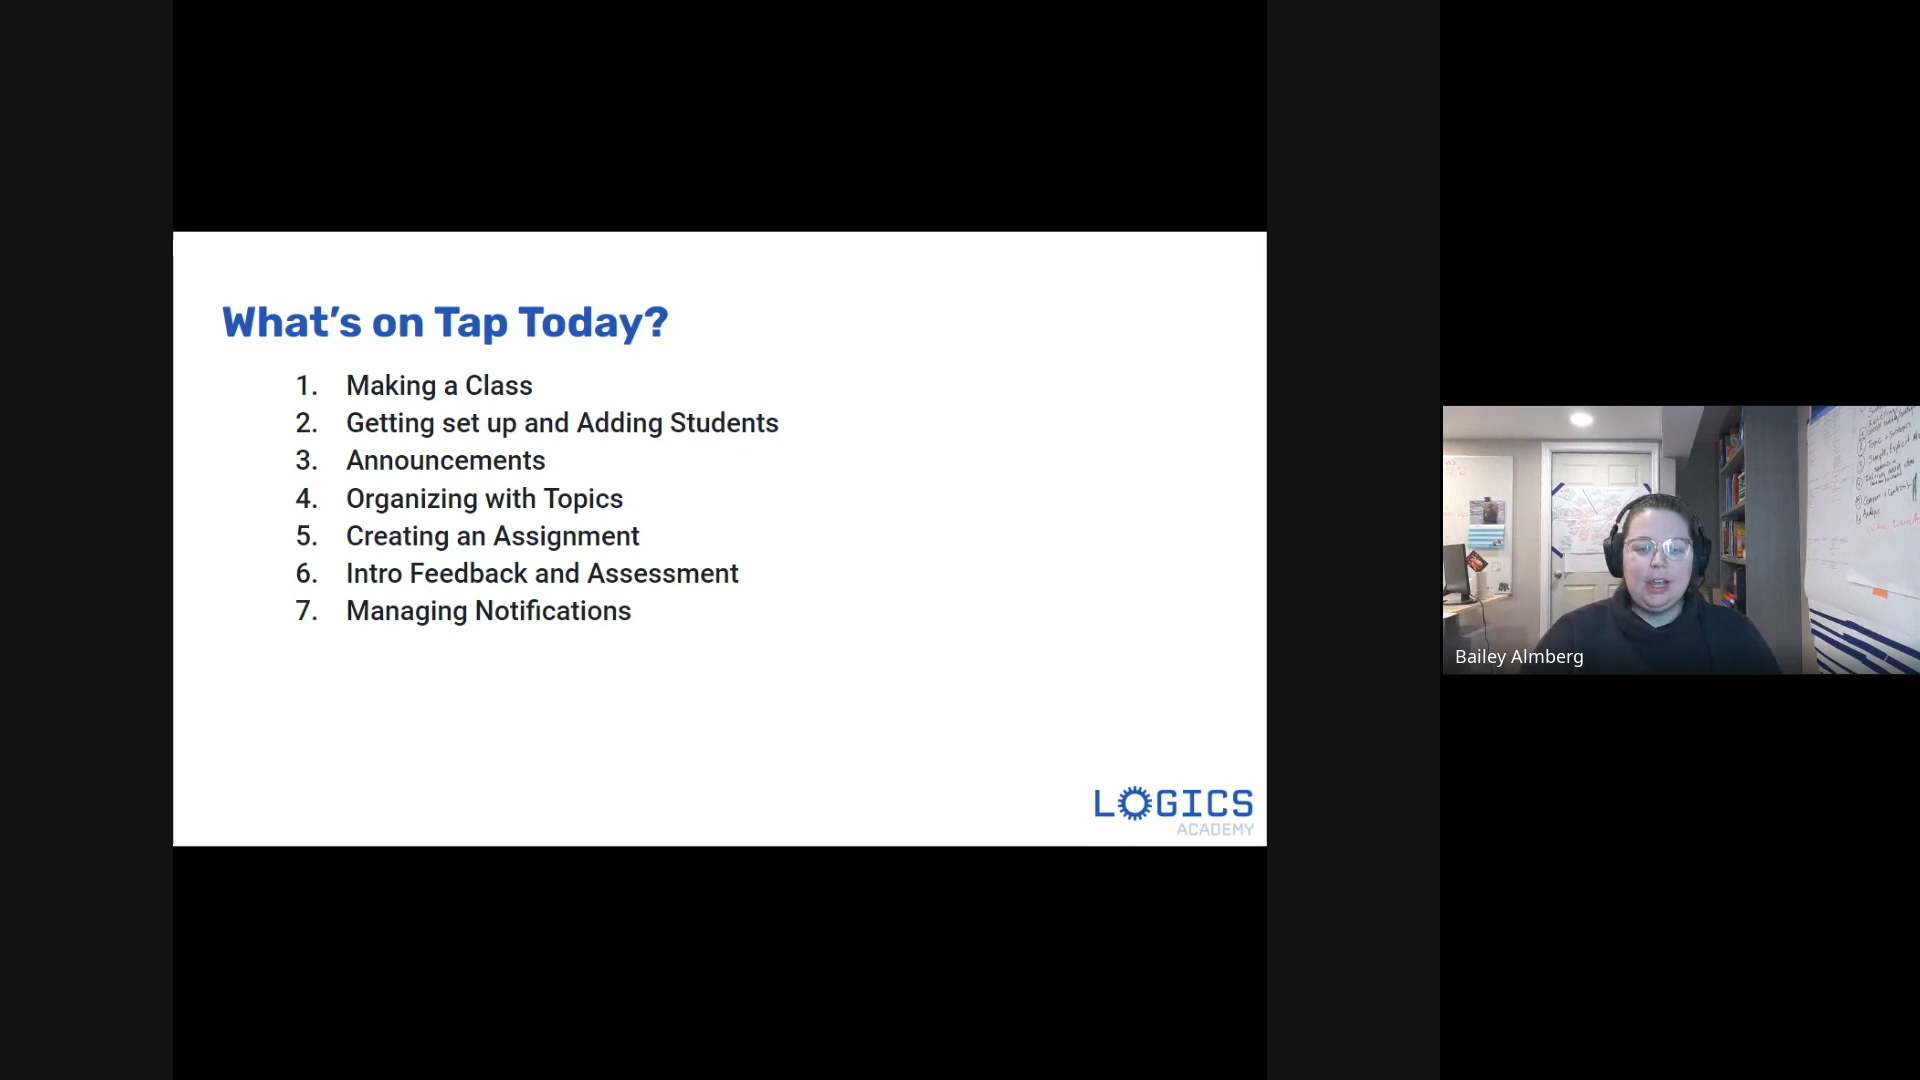 What's on Tap Today?
1. Making a Class
2. Getting set up and Adding Students
3. Announcements
4. Organizing with Topics
5. Creating an Assignment
6. Intro Feedback and Assessment
7. Managing Notifications
LOGICS
ACADEMY
Bailey Almberg